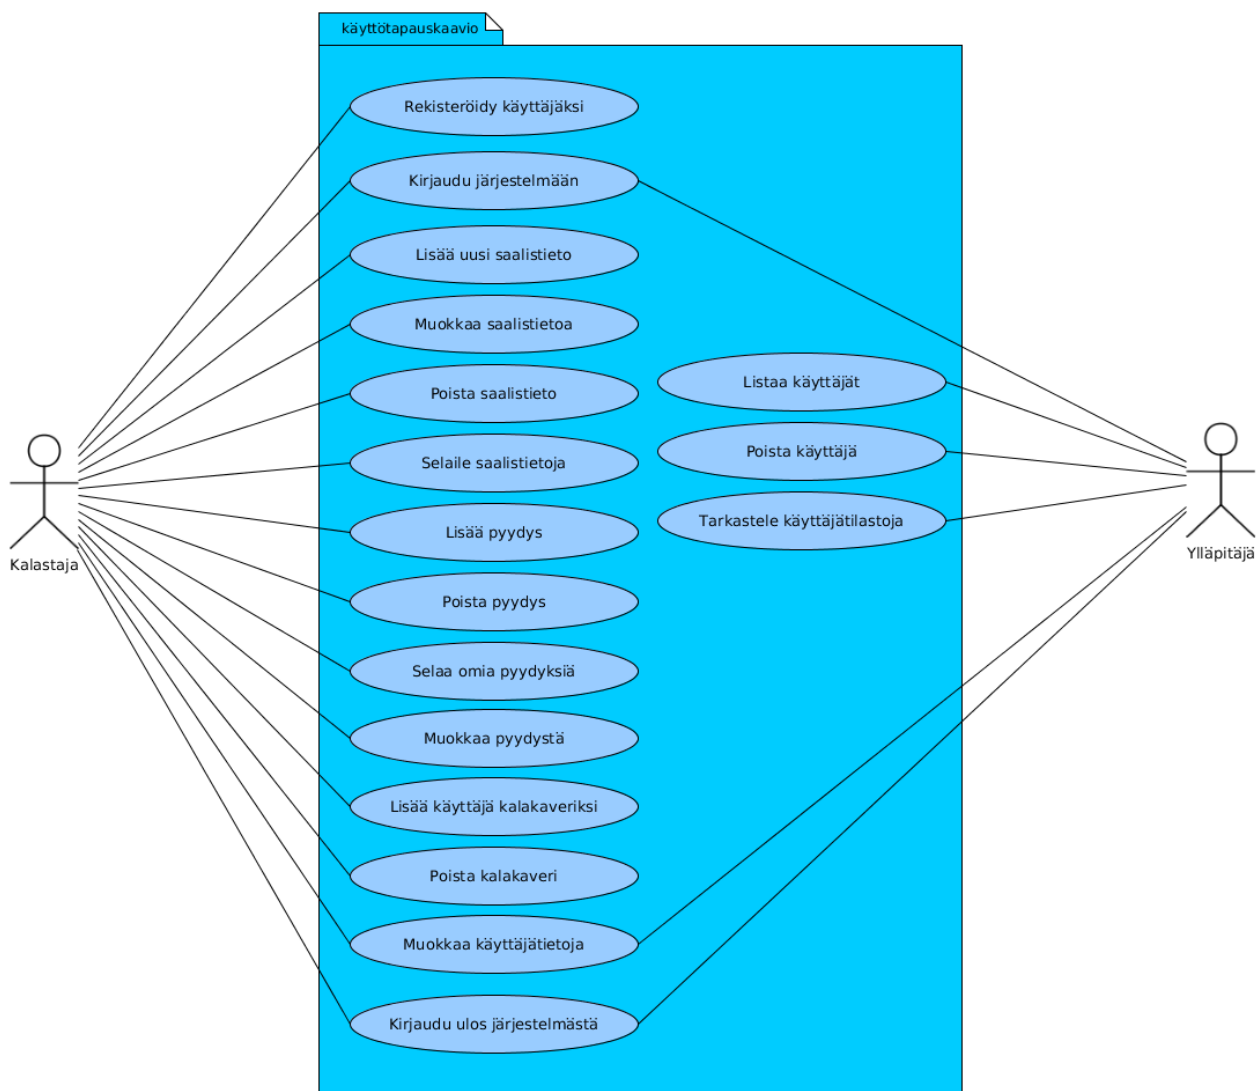 käyttötapauskaavio
Rekisteröidy käyttäjäksi
Kirjaudu järjestelmään
Lisää uusi saalistieto
Muokkaa saalistietoa
Poista saalistieto
Selaile saalistietoja
Lisää pyydys
Poista pyydys
Selaa omia pyydyksiä
Muokkaa pyydystä
Lisää käyttäjä kalakaveriksi
Poista kalakaveri
Muokkaa käyttäjätietoja
Kirjaudu ulos järjestelmästä
Listaa käyttäjät
Poista käyttäjä
Tarkastele käyttäjätilastoja
Kalastaja
Ylläpitäjä